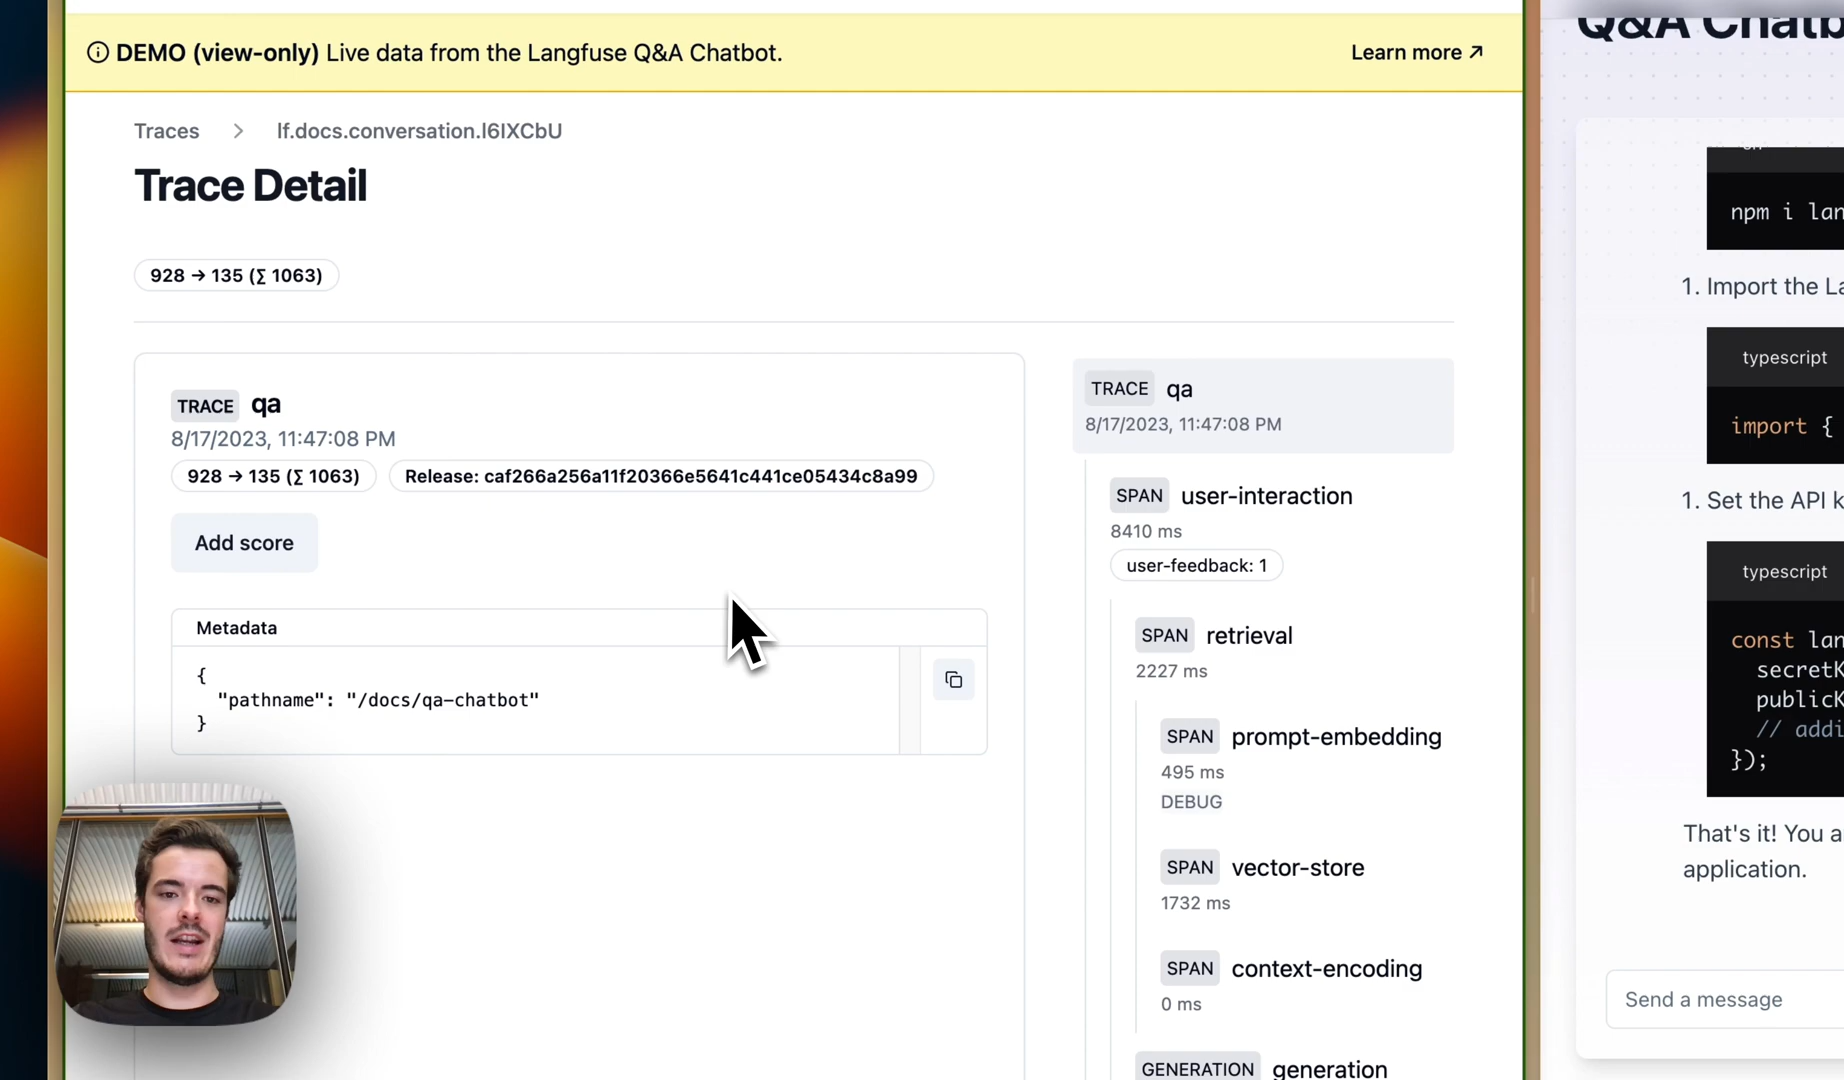 DEMO (view-only) Live data from the Langfuse Q&A Chatbot.
Learn more ↗
Traces > lf.docs.conversation.l6IXCbU
Trace Detail
928 → 135 (∑ 1063)
TRACE qa
8/17/2023, 11:47:08 PM
928 → 135 (∑ 1063)
Release: caf266a256a11f20366e5641c441ce05434c8a99
Add score
Metadata
{
"pathname": "/docs/qa-chatbot"
}
TRACE qa
8/17/2023, 11:47:08 PM
SPAN user-interaction
8410 ms
user-feedback: 1
SPAN retrieval
2227 ms
SPAN prompt-embedding
495 ms
DEBUG
SPAN vector-store
1732 ms
SPAN context-encoding
0 ms
GENERATION generation
Q&A Chatb
npm i lan
1. Import the La
typescript
import {
1. Set the API k
typescript
const lan
secretK
publicK
// addi
});
That's it! You a
application.
Send a message